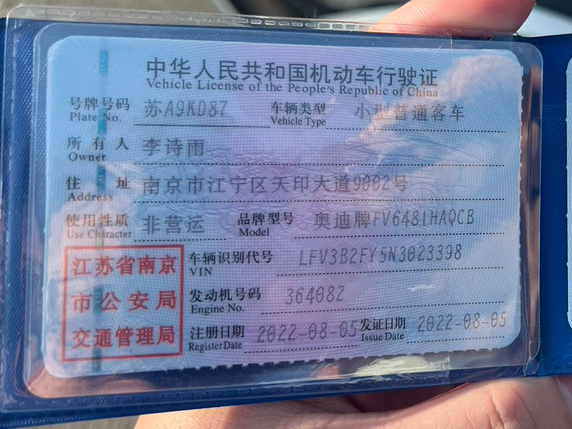 中华人民共和国机动车行驶证
Vehicle License of the People's Republic of China
号牌号码 苏A9KD87 车辆类型 小型普通客车
Plate No. Vehicle Type
所有人 李诗雨
Owner
住址 南京市江宁区天印大道9002号
Address
使用性质 非营运 品牌型号 奥迪牌FV6481HAQCB
Use Character Model
江苏省南京
市公安局
交通管理局
车辆识别代号 LFV3B2FY5N3023398
VIN
发动机号码 364082
Engine No.
注册日期 2022-08-05 发证日期 2022-08-05
Register Date Issue Date